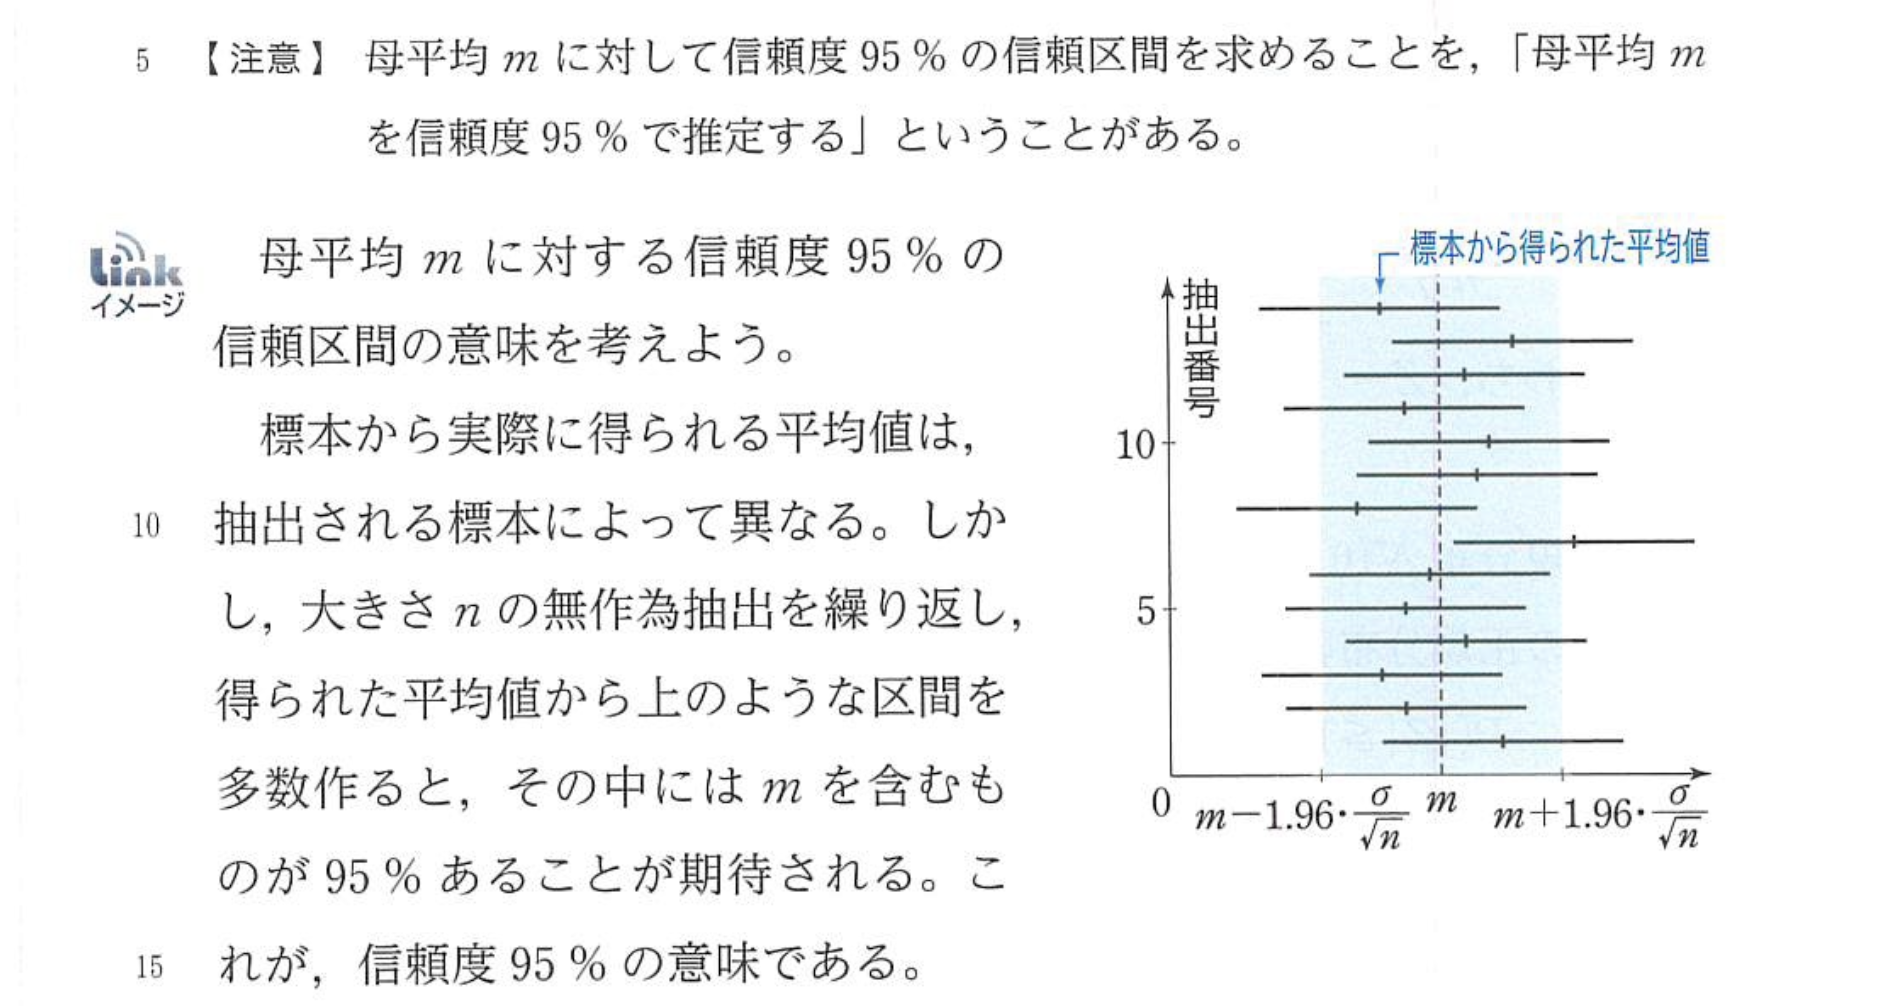 5 【注意】 母平均 m に対して信頼度 95 % の信頼区間を求めることを,「母平均 m
を信頼度 95 % で推定する」ということがある。
Link
イメージ
母平均 m に対する信頼度 95 % の
信頼区間の意味を考えよう。
標本から実際に得られる平均値は,
10 抽出される標本によって異なる。しか
し, 大きさ n の無作為抽出を繰り返し,
得られた平均値から上のような区間を
多数作ると, その中には m を含むも
のが 95 % あることが期待される。こ
15 れが, 信頼度 95 % の意味である。
標本から得られた平均値
抽出番号
10
5
0
m−1.96・σ/√n m m+1.96・σ/√n